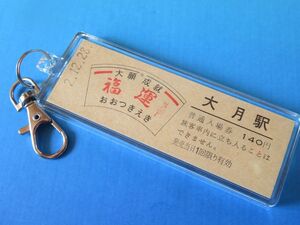 2.12.28
大願成就
福運
おおつきえき
大月駅
普通入場券
140円
旅客車内に立ち入ることは
できません。
発売当日1回限り有効